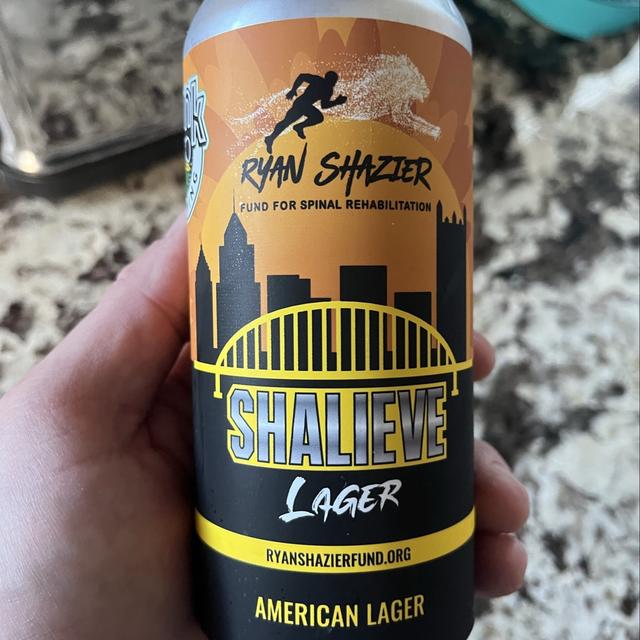 RYAN SHAZIER
FUND FOR SPINAL REHABILITATION
SHALIEVE
LAGER
RYANSHAZIERFUND.ORG
AMERICAN LAGER